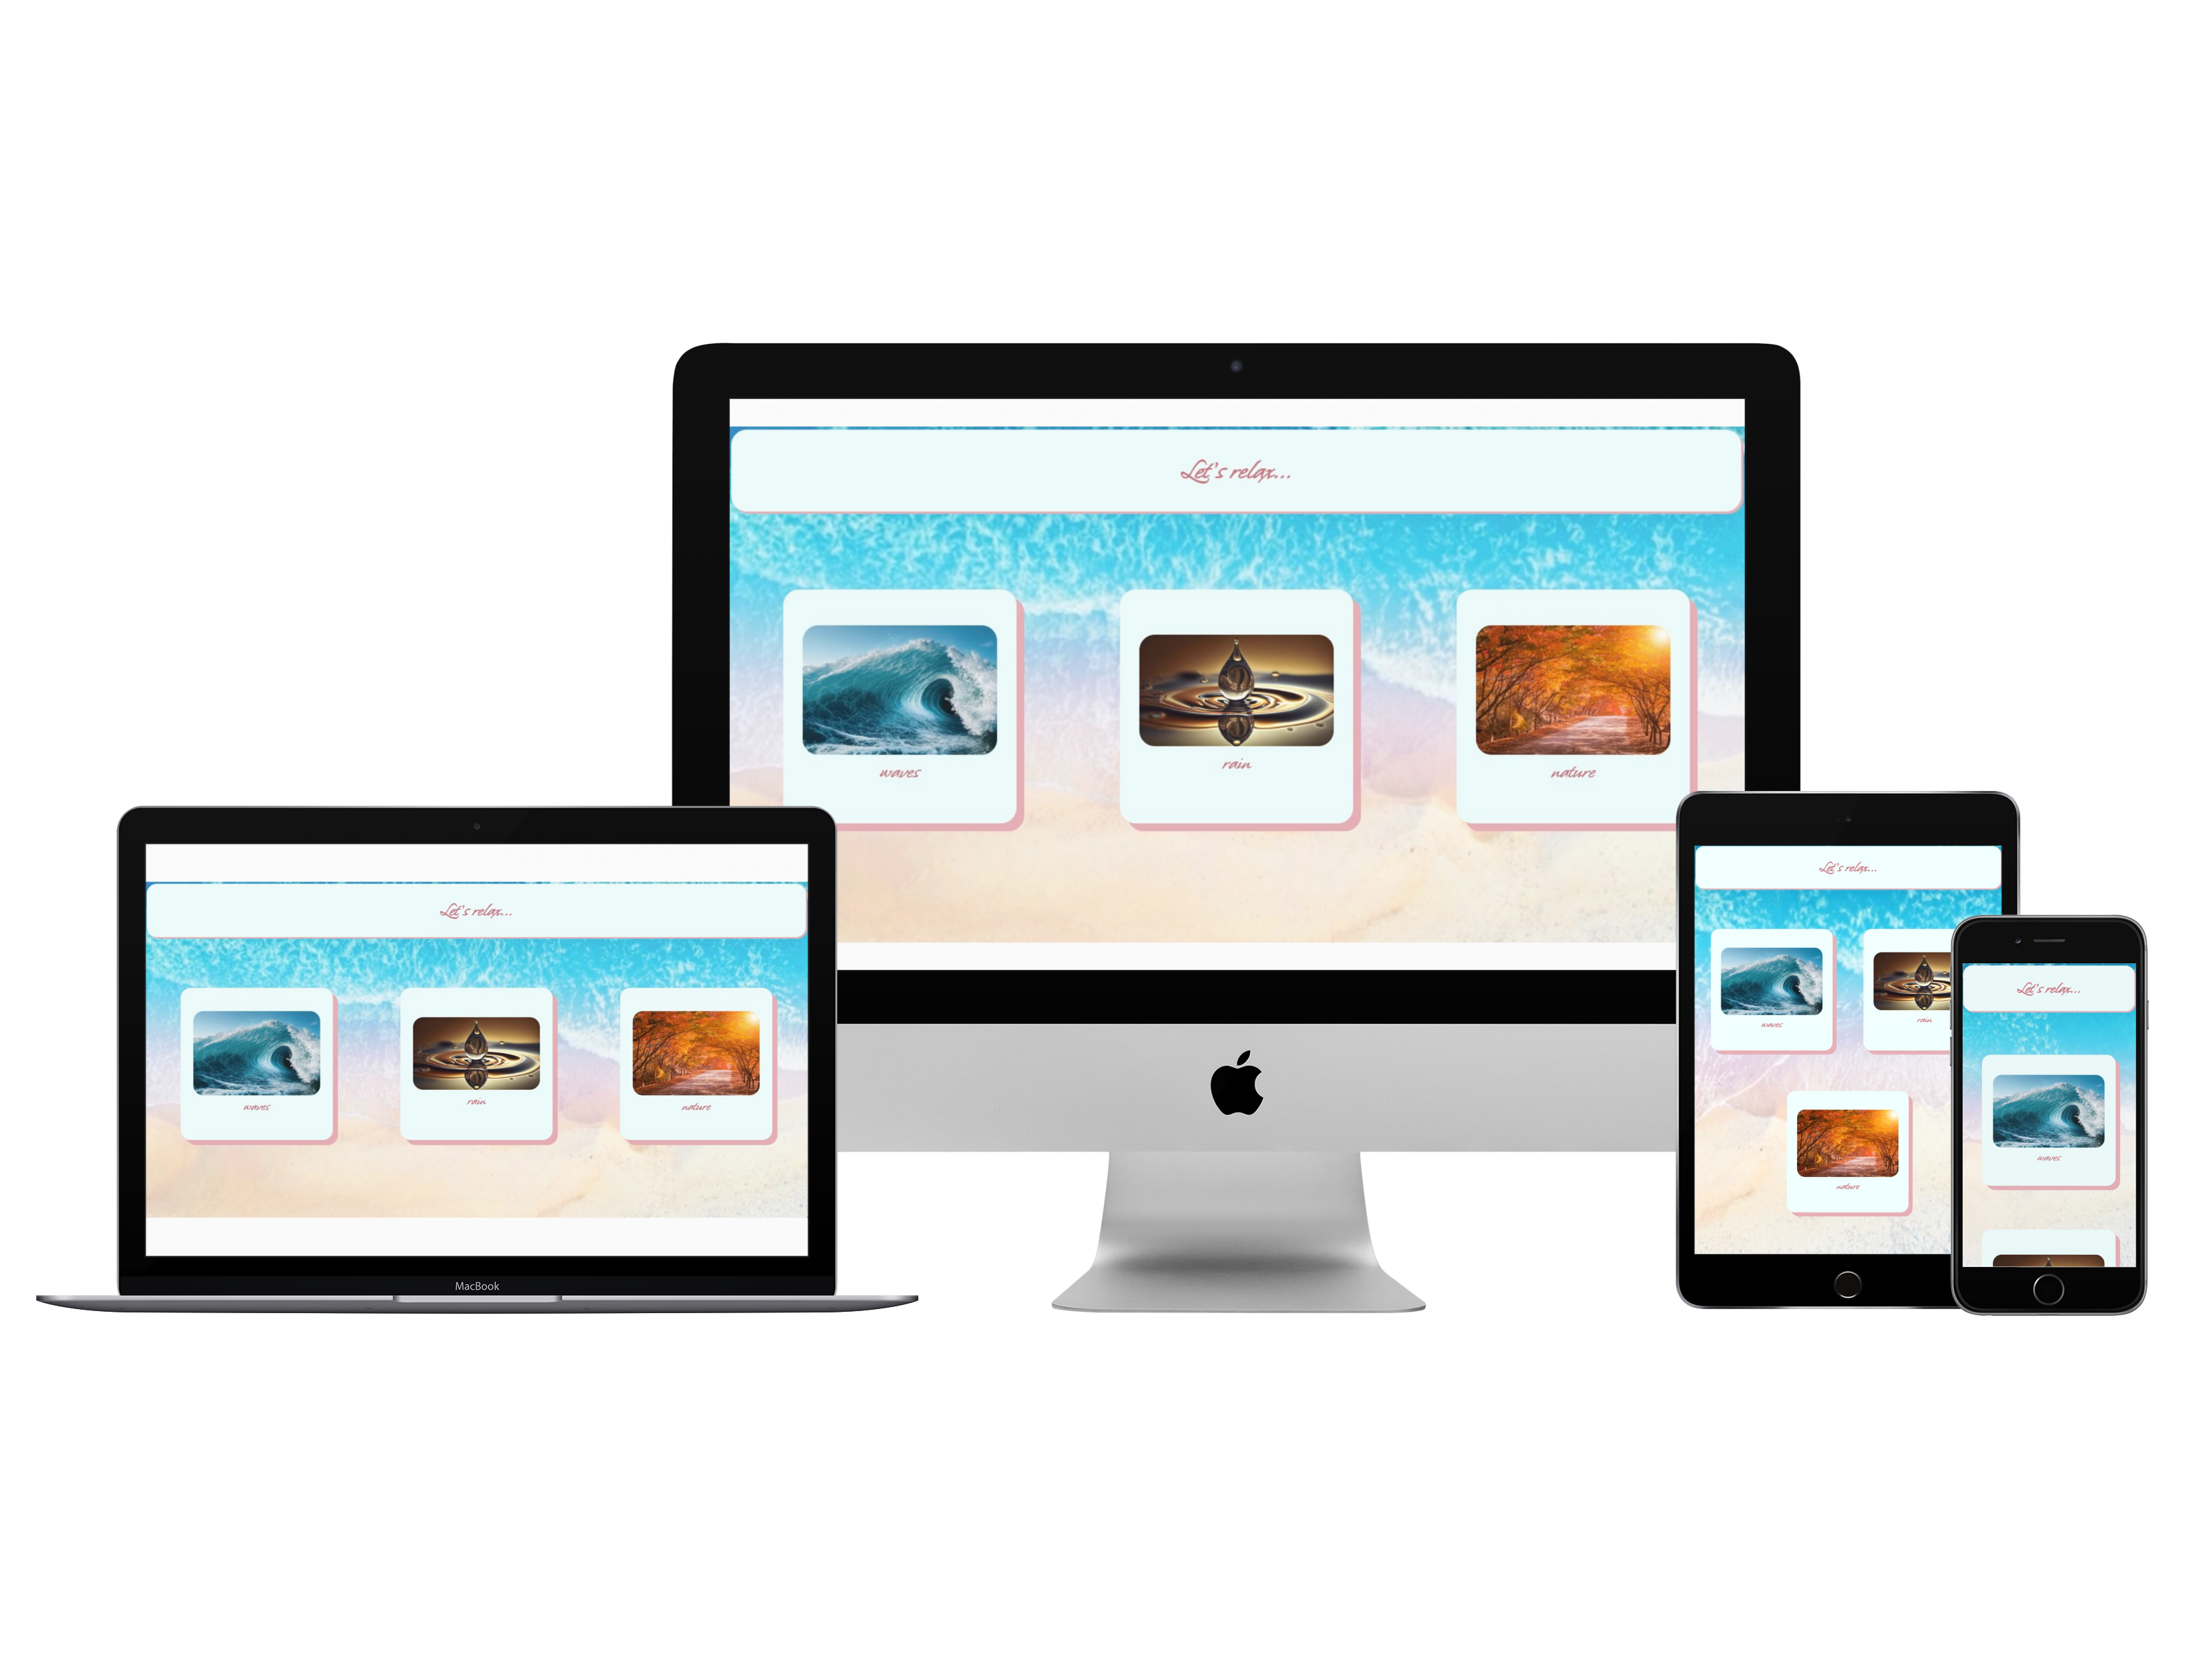 Let's relax...
waves
rain
nature
Let's relax...
waves
rain
nature
MacBook
Let's relax...
waves
rain
nature
Let's relax...
waves